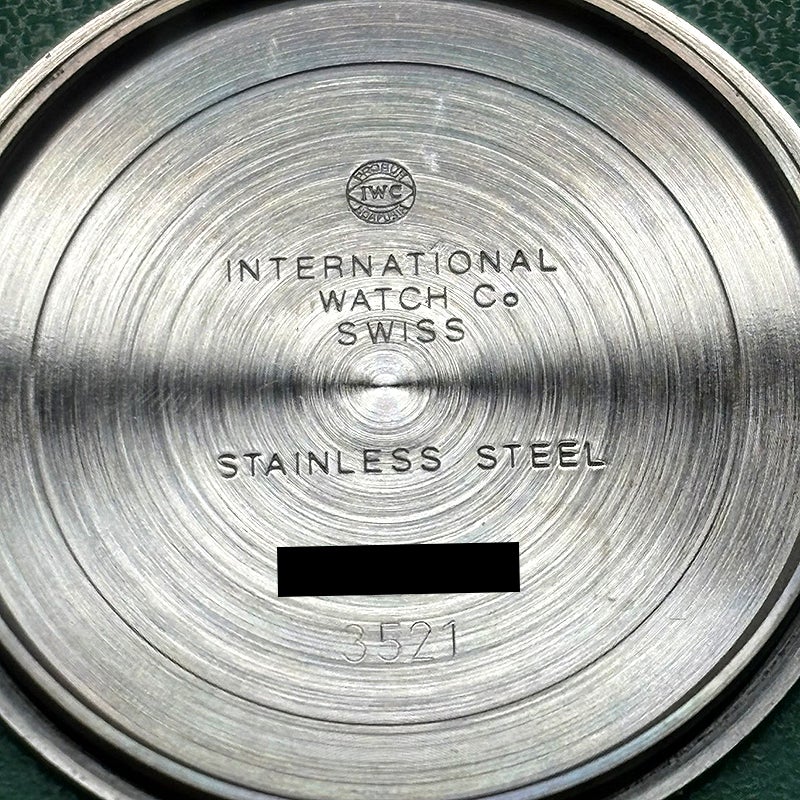 PROBUS
IWC
SCAFUSIA
INTERNATIONAL
WATCH Co
SWISS
STAINLESS STEEL
3521